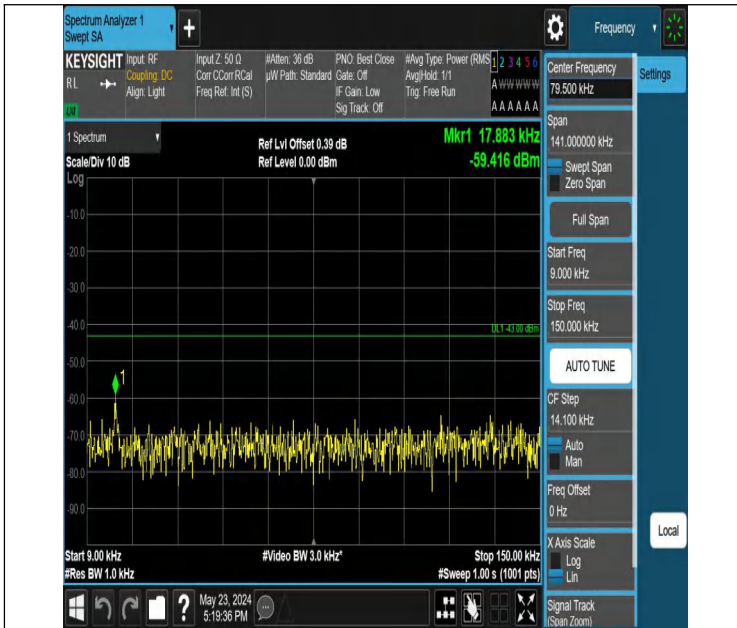 Spectrum Analyzer 1
Swept SA
+
Frequency
KEYSIGHT
RL
LXI
Input: RF
Coupling: DC
Align: Light
Input Z: 50 Ω
Corr CCorr RCal
Freq Ref: Int (S)
#Atten: 36 dB
µW Path: Standard
PNO: Best Close
Gate: Off
IF Gain: Low
Sig Track: Off
#Avg Type: Power (RMS
Avg|Hold: 1/1
Trig: Free Run
1 2 3 4 5 6
A W W W W W
A A A A A A
1 Spectrum
Scale/Div 10 dB
Ref Lvl Offset 0.39 dB
Ref Level 0.00 dBm
Mkr1 17.883 kHz
-59.416 dBm
Log
-10.0
-20.0
-30.0
-40.0
-50.0
-60.0
-70.0
-80.0
-90.0
DL1 -43.00 dBm
1
Start 9.00 kHz
#Res BW 1.0 kHz
#Video BW 3.0 kHz*
Stop 150.00 kHz
#Sweep 1.00 s (1001 pts)
?
May 23, 2024
5:19:36 PM
Center Frequency
79.500 kHz
Settings
Span
141.000000 kHz
Swept Span
Zero Span
Full Span
Start Freq
9.000 kHz
Stop Freq
150.000 kHz
AUTO TUNE
CF Step
14.100 kHz
Auto
Man
Freq Offset
0 Hz
X Axis Scale
Log
Lin
Local
Signal Track
(Span Zoom)